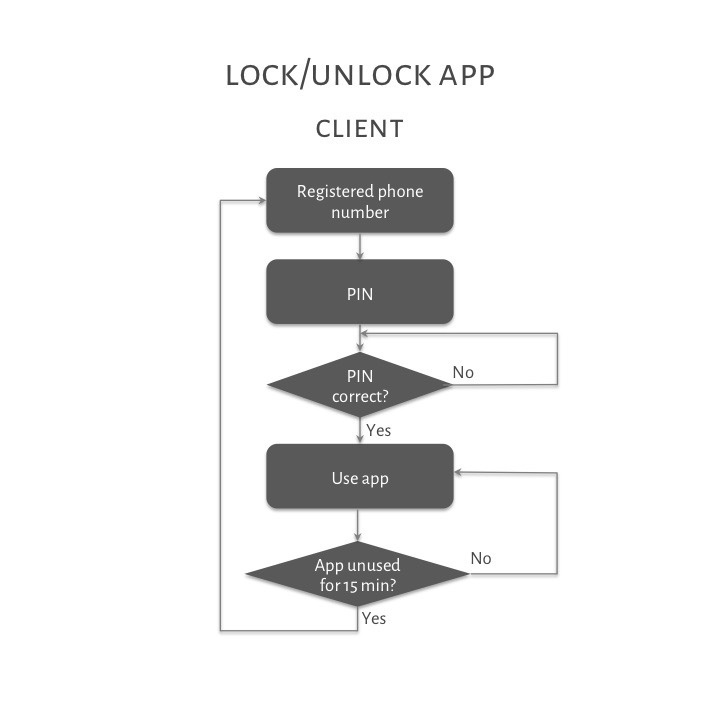 LOCK/UNLOCK APP
CLIENT
Registered phone
number
PIN
PIN
correct?
No
Yes
Use app
App unused
for 15 min?
No
Yes